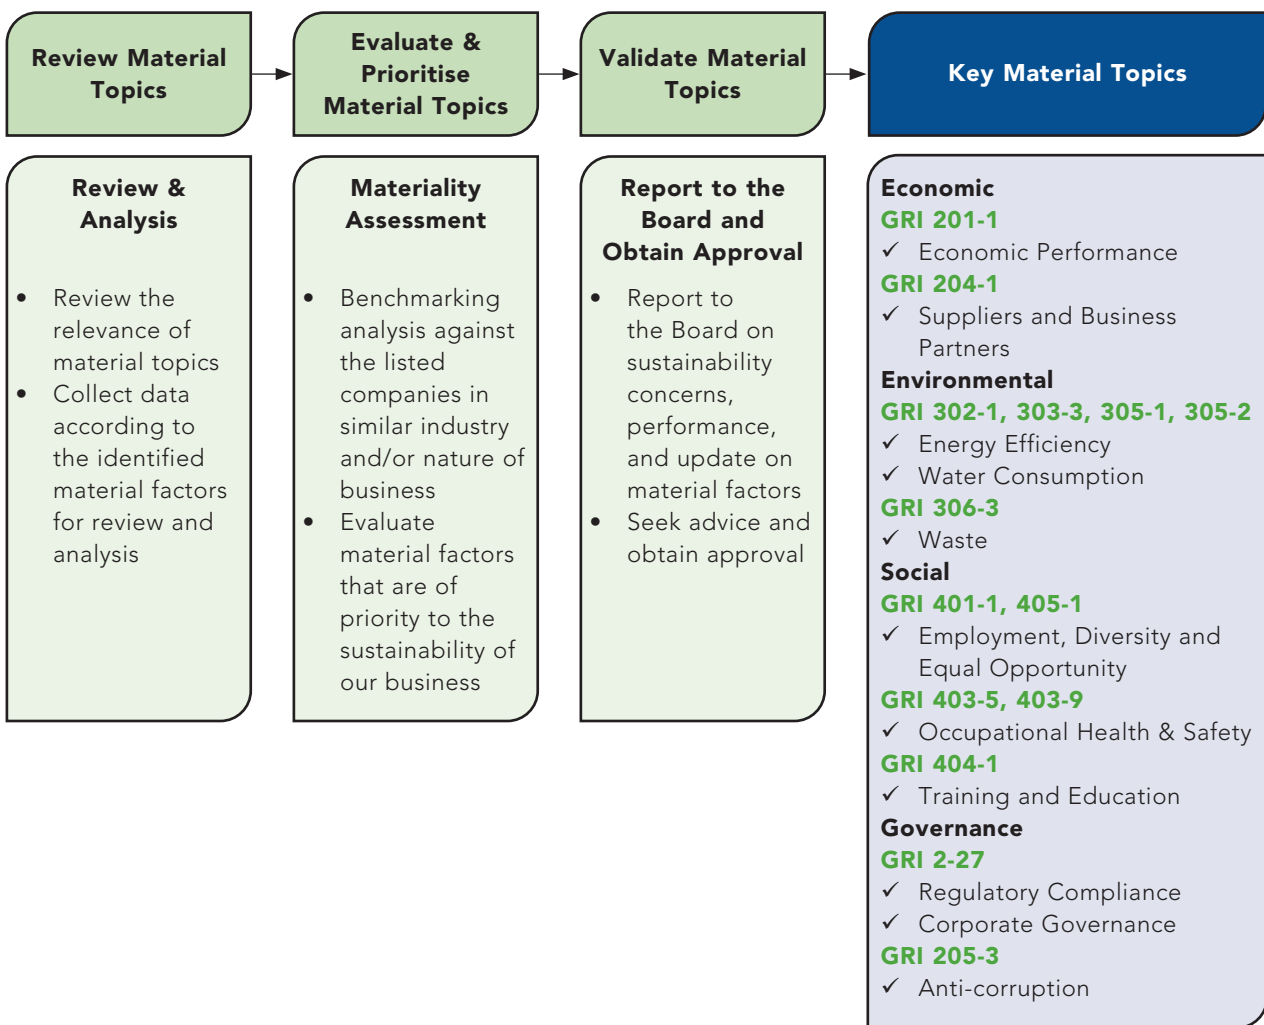 Review Material
Topics
Evaluate &
Prioritise
Material Topics
Validate Material
Topics
Key Material Topics
Review &
Analysis
• Review the
relevance of
material topics
• Collect data
according to
the identified
material factors
for review and
analysis
Materiality
Assessment
• Benchmarking
analysis against
the listed
companies in
similar industry
and/or nature of
business
• Evaluate
material factors
that are of
priority to the
sustainability of
our business
Report to the
Board and
Obtain Approval
• Report to
the Board on
sustainability
concerns,
performance,
and update on
material factors
• Seek advice and
obtain approval
Economic
GRI 201-1
✓ Economic Performance
GRI 204-1
✓ Suppliers and Business
Partners
Environmental
GRI 302-1, 303-3, 305-1, 305-2
✓ Energy Efficiency
✓ Water Consumption
GRI 306-3
✓ Waste
Social
GRI 401-1, 405-1
✓ Employment, Diversity and
Equal Opportunity
GRI 403-5, 403-9
✓ Occupational Health & Safety
GRI 404-1
✓ Training and Education
Governance
GRI 2-27
✓ Regulatory Compliance
✓ Corporate Governance
GRI 205-3
✓ Anti-corruption